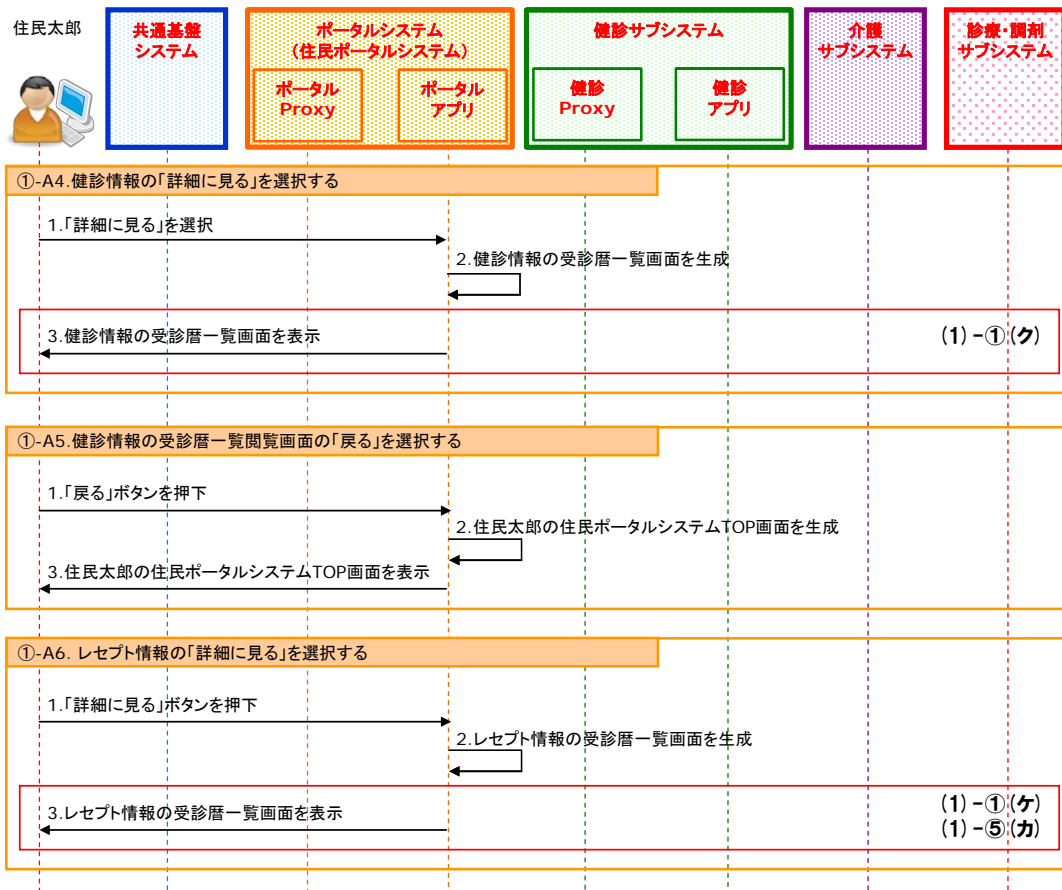 住民太郎
共通基盤
システム
ポータルシステム
（住民ポータルシステム）
ポータル
Proxy
ポータル
アプリ
健診サブシステム
健診
Proxy
健診
アプリ
介護
サブシステム
診療・調剤
サブシステム
①-A4.健診情報の「詳細に見る」を選択する
1.「詳細に見る」を選択
2.健診情報の受診暦一覧画面を生成
3.健診情報の受診暦一覧画面を表示
(1)-①(ク)
①-A5.健診情報の受診暦一覧閲覧画面の「戻る」を選択する
1.「戻る」ボタンを押下
2.住民太郎の住民ポータルシステムTOP画面を生成
3.住民太郎の住民ポータルシステムTOP画面を表示
①-A6. レセプト情報の「詳細に見る」を選択する
1.「詳細に見る」ボタンを押下
2.レセプト情報の受診暦一覧画面を生成
3.レセプト情報の受診暦一覧画面を表示
(1)-①(ケ)
(1)-⑤(カ)